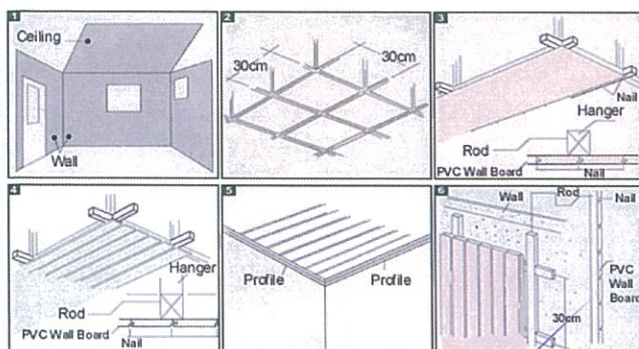 1
Ceiling
Wall
2
30cm
30cm
3
Nail
Hanger
Rod
PVC Wall Board
Nail
4
Hanger
Rod
PVC Wall Board
Nail
5
Profile
Profile
6
Wall
Rod
Nail
PVC
Wall
Board
30cm